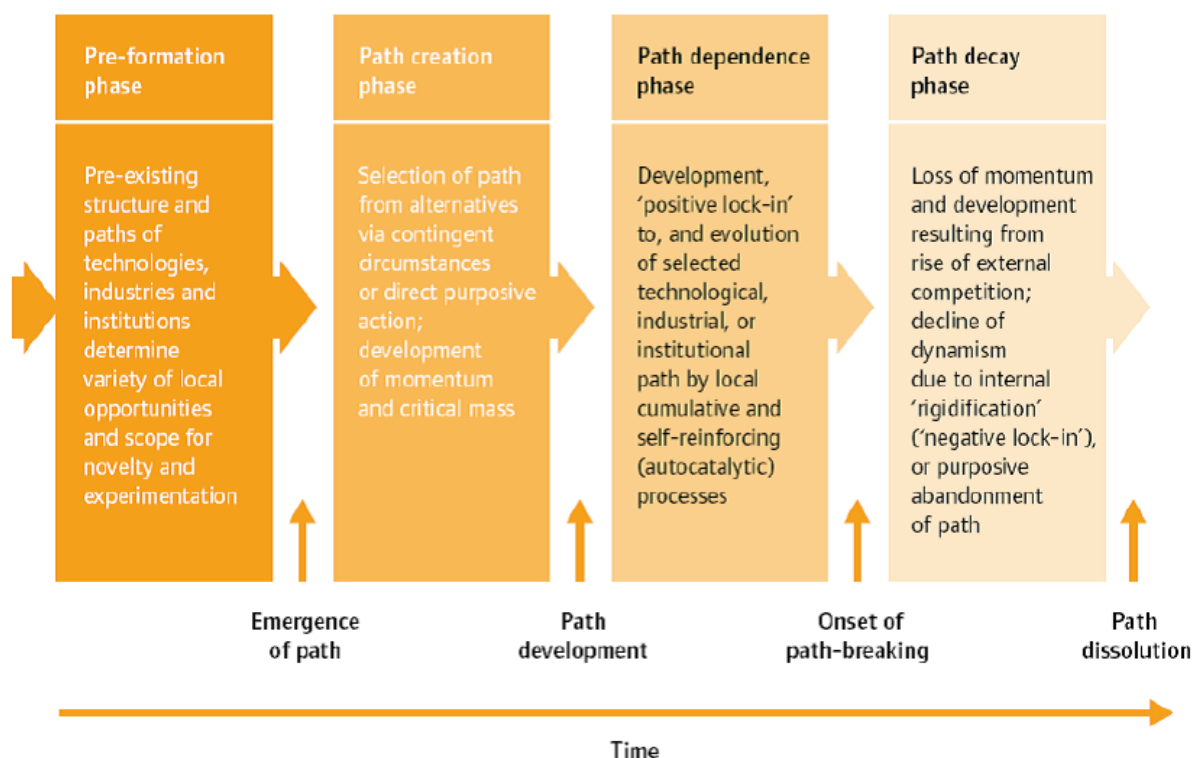 Pre-formation
phase
Pre-existing
structure and
paths of
technologies,
industries and
institutions
determine
variety of local
opportunities
and scope for
novelty and
experimentation
Path creation
phase
Selection of path
from alternatives
via contingent
circumstances
or direct purposive
action;
development
of momentum
and critical mass
Path dependence
phase
Development,
‘positive lock-in’
to, and evolution
of selected
technological,
industrial, or
institutional
path by local
cumulative and
self-reinforcing
(autocatalytic)
processes
Path decay
phase
Loss of momentum
and development
resulting from
rise of external
competition;
decline of
dynamism
due to internal
‘rigidification’
(‘negative lock-in’),
or purposive
abandonment
of path
Emergence
of path
Path
development
Onset of
path-breaking
Path
dissolution
Time